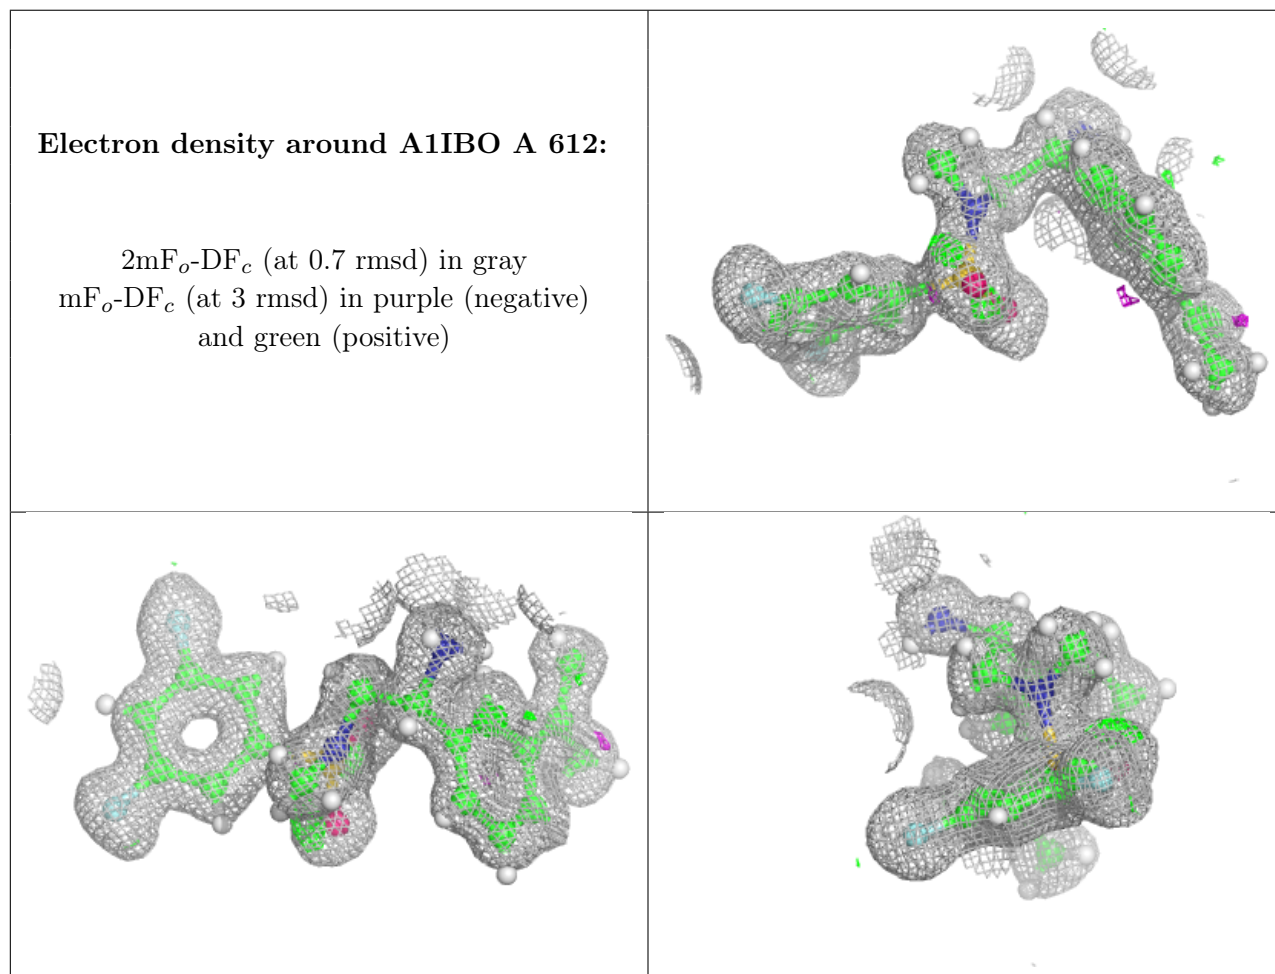 Electron density around A1IBO A 612:
2mFo-DFc (at 0.7 rmsd) in gray
mFo-DFc (at 3 rmsd) in purple (negative)
and green (positive)